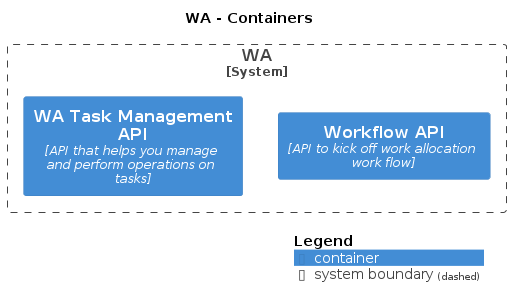 WA - Containers
WA
[System]
WA Task Management
API
[API that helps you manage
and perform operations on
tasks]
Workflow API
[API to kick off work allocation
work flow]
Legend
▯ container
▯ system boundary (dashed)